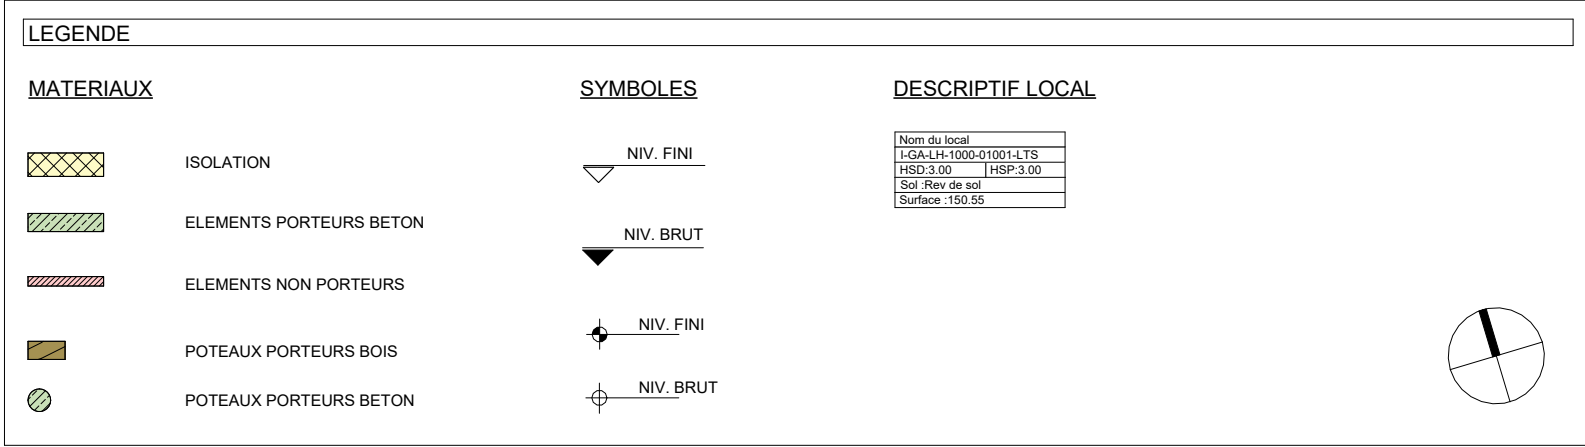 LEGENDE
MATERIAUX
ISOLATION
ELEMENTS PORTEURS BETON
ELEMENTS NON PORTEURS
POTEAUX PORTEURS BOIS
POTEAUX PORTEURS BETON
SYMBOLES
NIV. FINI
NIV. BRUT
NIV. FINI
NIV. BRUT
DESCRIPTIF LOCAL
Nom du local
I-GA-LH-1000-01001-LTS
HSD:3.00 HSP:3.00
Sol :Rev de sol
Surface :150.55